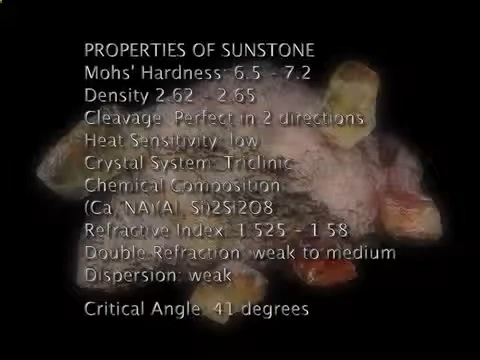 PROPERTIES OF SUNSTONE
Mohs' Hardness: 6.5 - 7.2
Density 2.62 - 2.65
Cleavage: Perfect in 2 directions
Heat Sensitivity: low
Crystal System: Triclinic
Chemical Composition
(Ca, NA)(Al, Si)2Si2O8
Refractive Index: 1.525 - 1.58
Double Refraction: weak to medium
Dispersion: weak
Critical Angle: 41 degrees